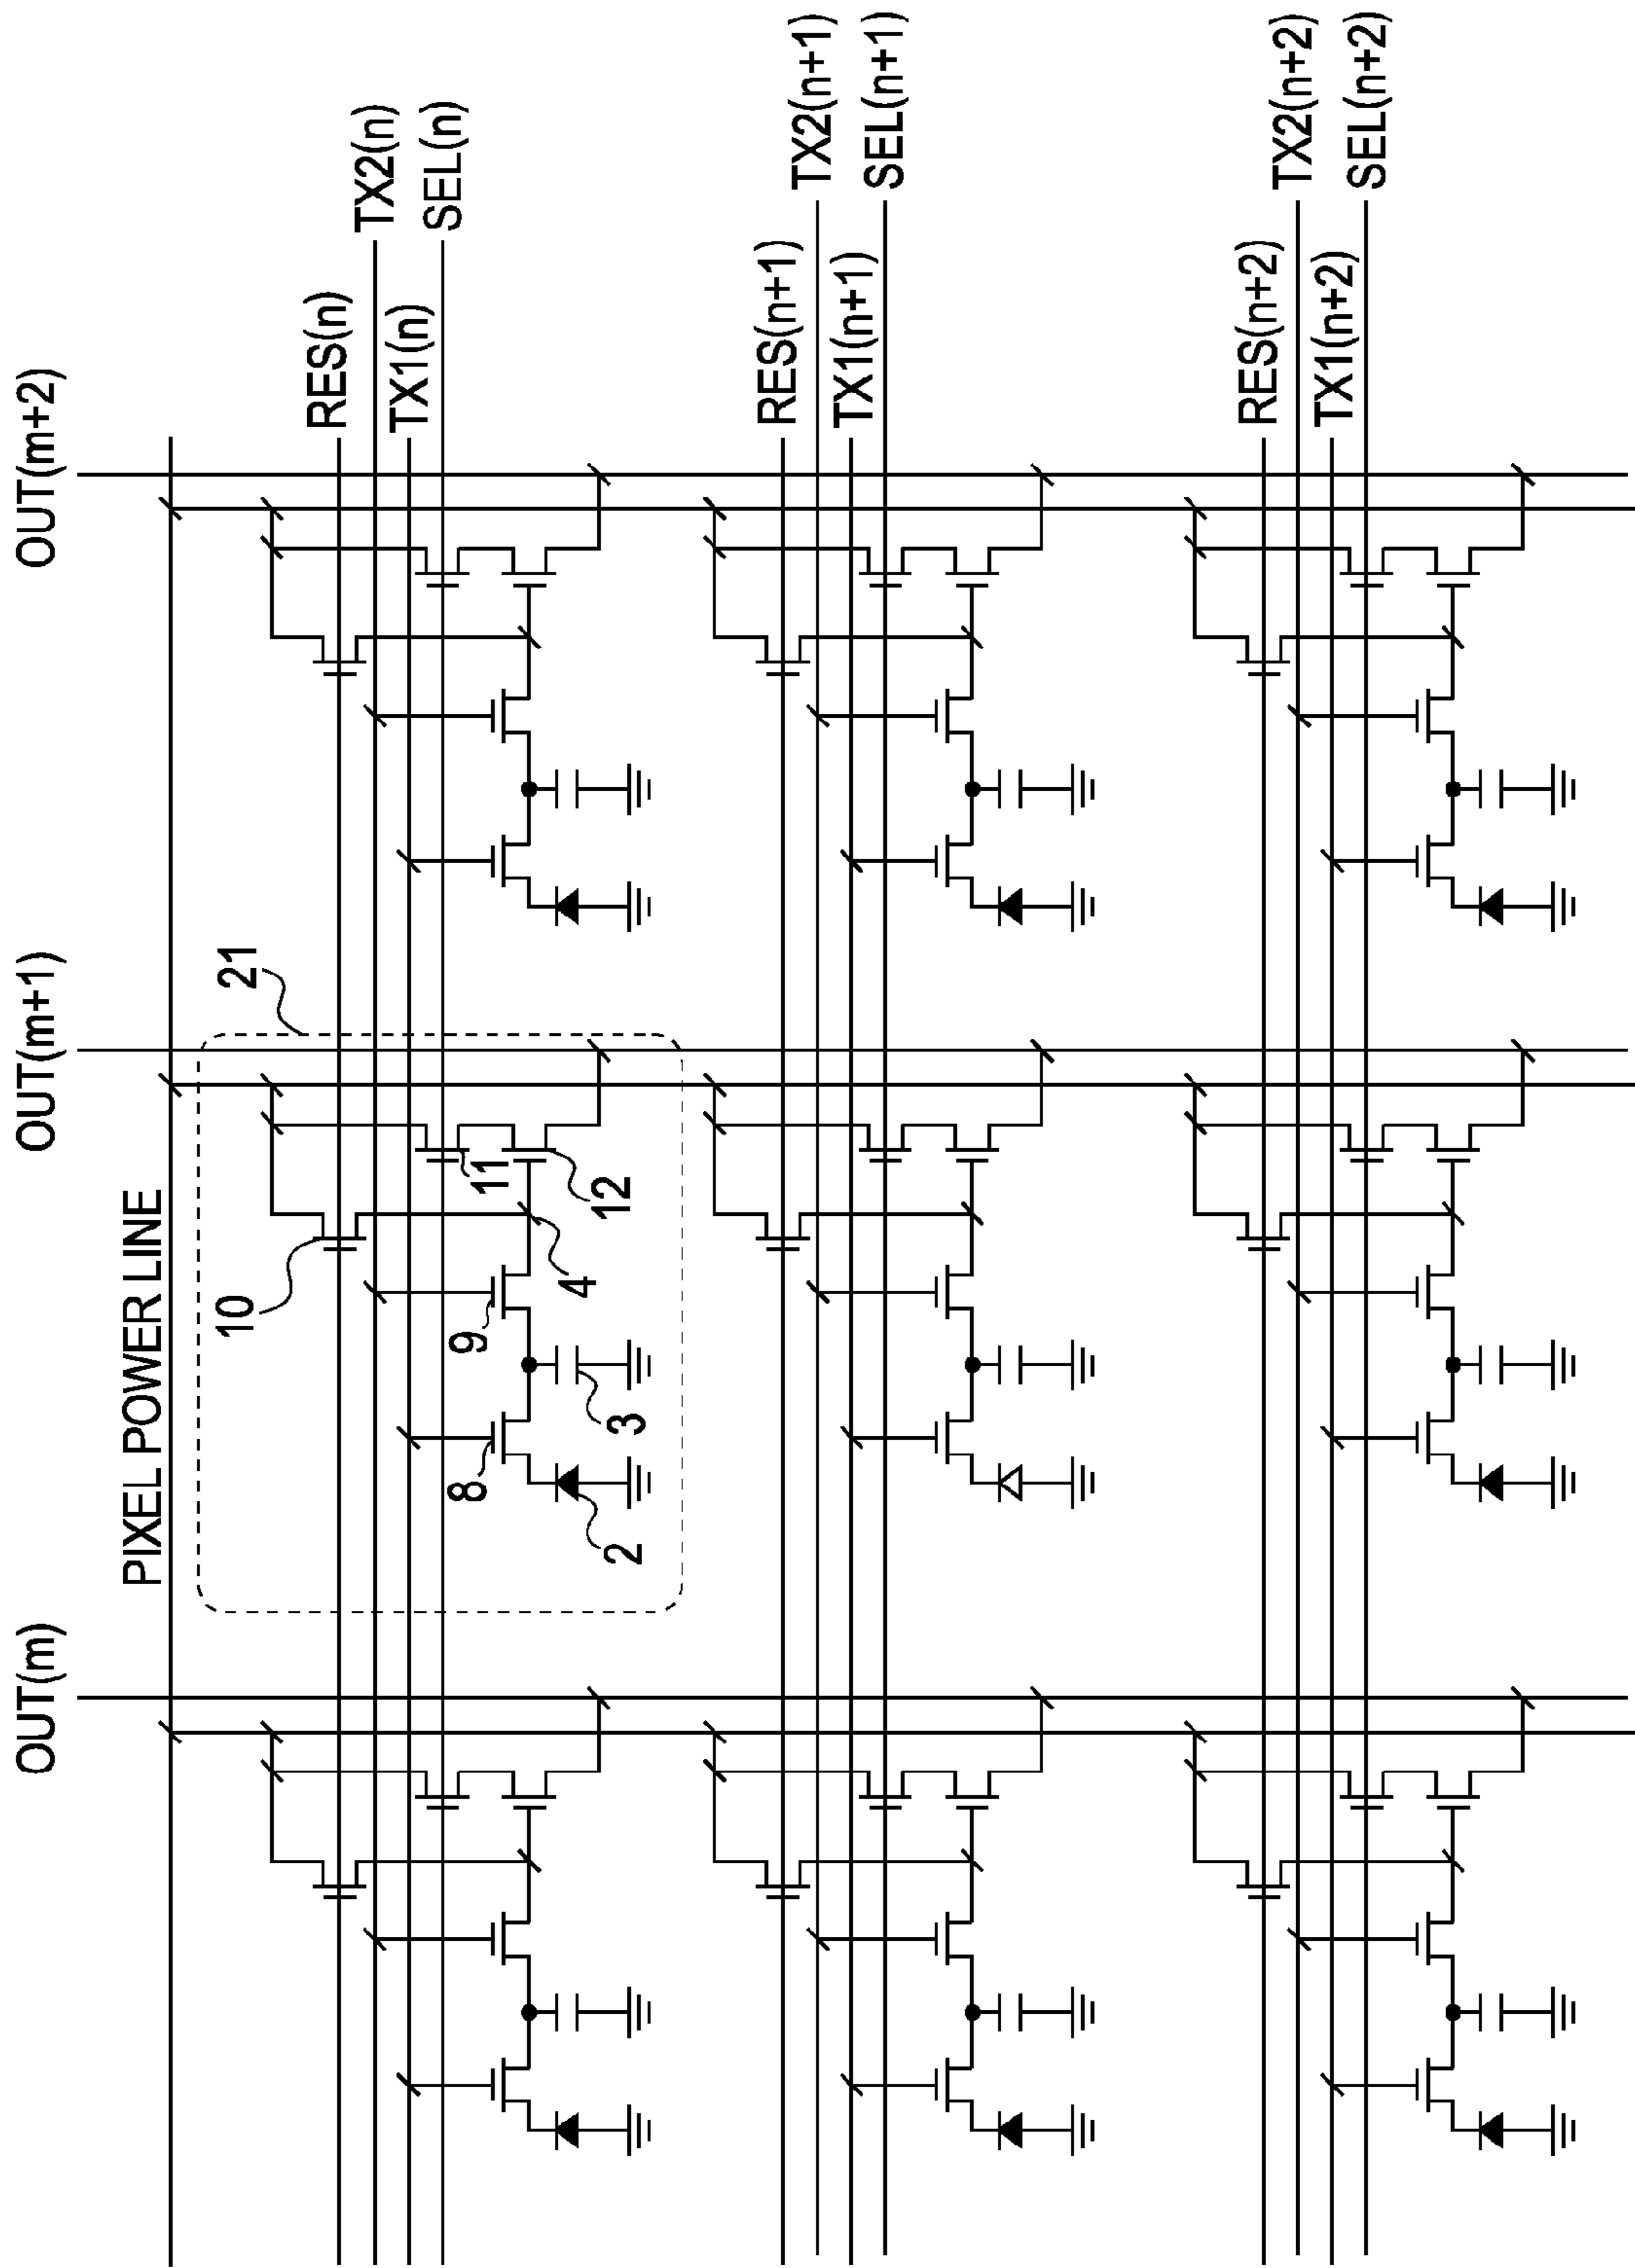 OUT(m)
OUT(m+1)
OUT(m+2)
PIXEL POWER LINE
21
10
RES(n)
TX2(n)
TX1(n)
SEL(n)
9
8
11
12
4
3
2
RES(n+1)
TX2(n+1)
TX1(n+1)
SEL(n+1)
RES(n+2)
TX2(n+2)
TX1(n+2)
SEL(n+2)